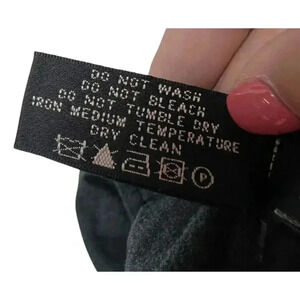 DO NOT WASH
DO NOT BLEACH
DO NOT TUMBLE DRY
IRON MEDIUM TEMPERATURE
DRY CLEAN
P